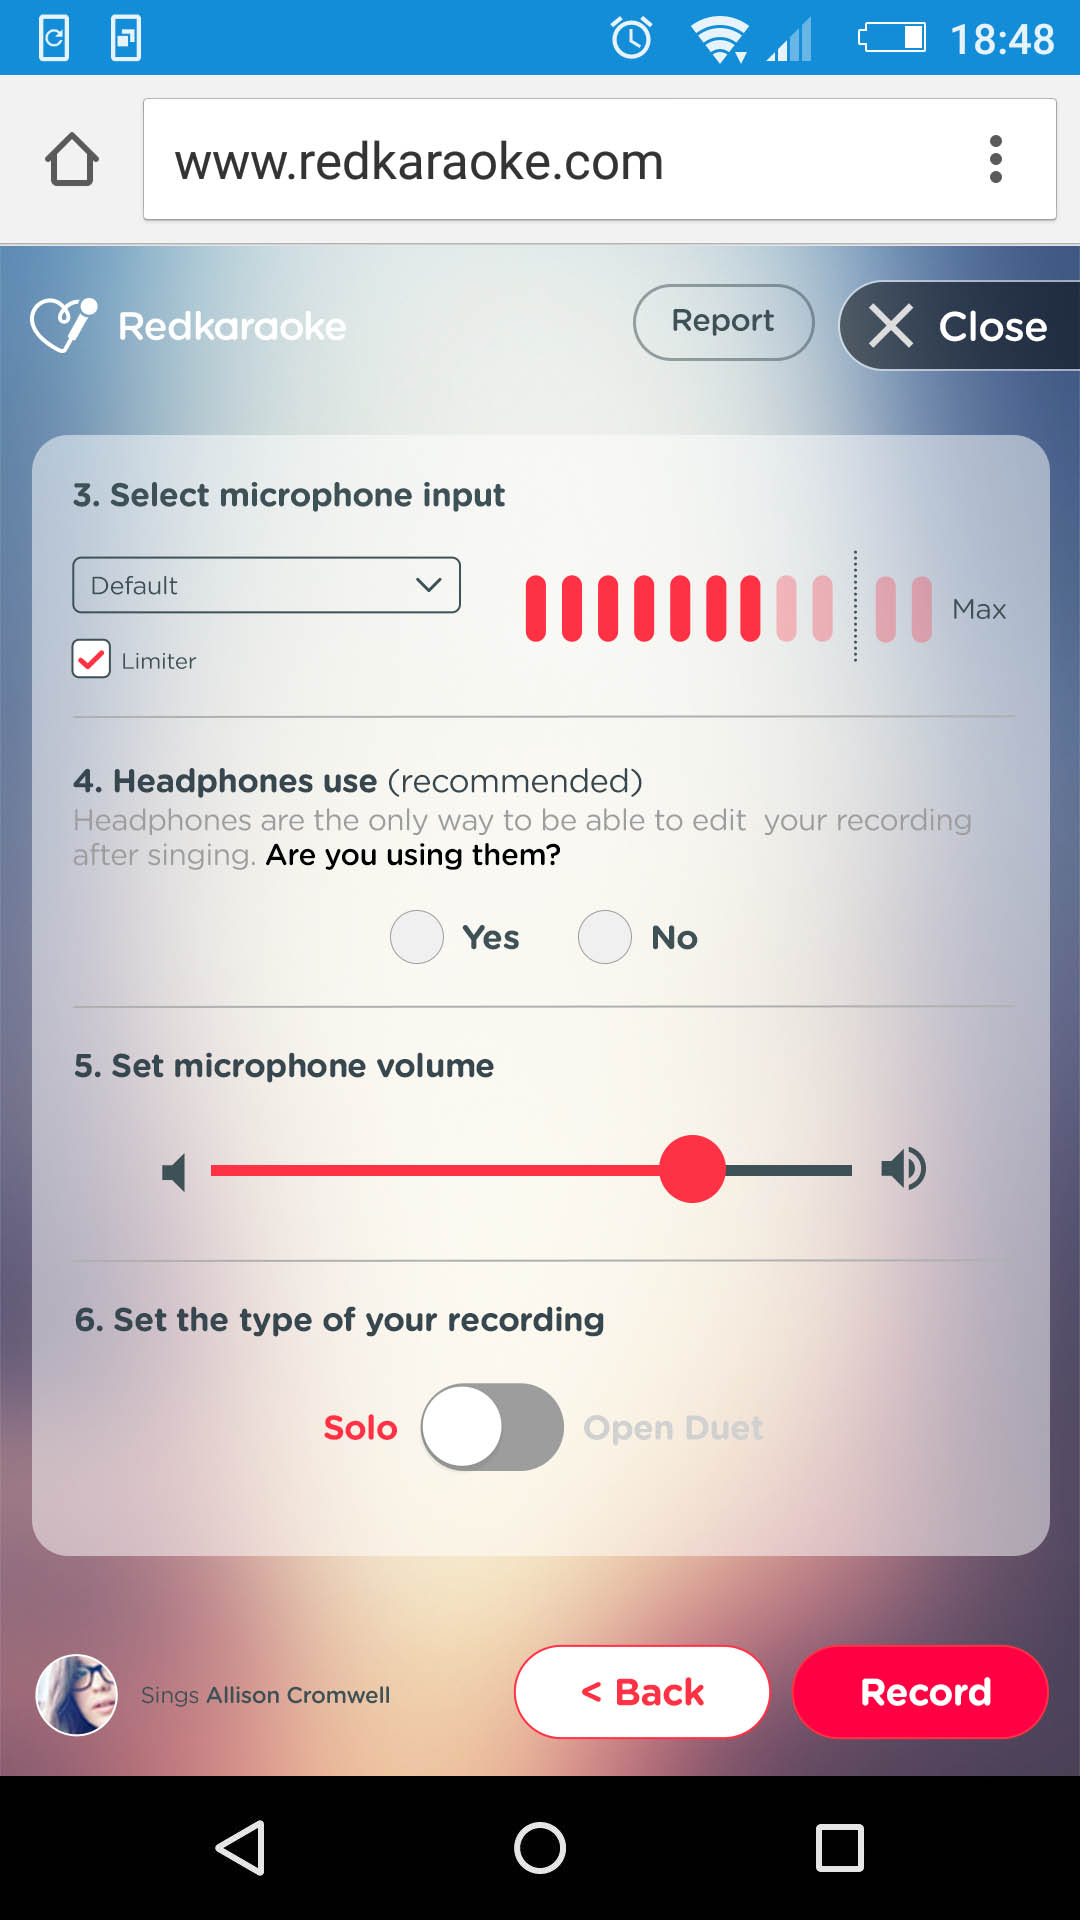 18:48
www.redkaraoke.com
Redkaraoke
Report
Close
3. Select microphone input
Default
Max
Limiter
4. Headphones use (recommended)
Headphones are the only way to be able to edit your recording
after singing. Are you using them?
Yes
No
5. Set microphone volume
6. Set the type of your recording
Solo
Open Duet
Sings Allison Cromwell
< Back
Record